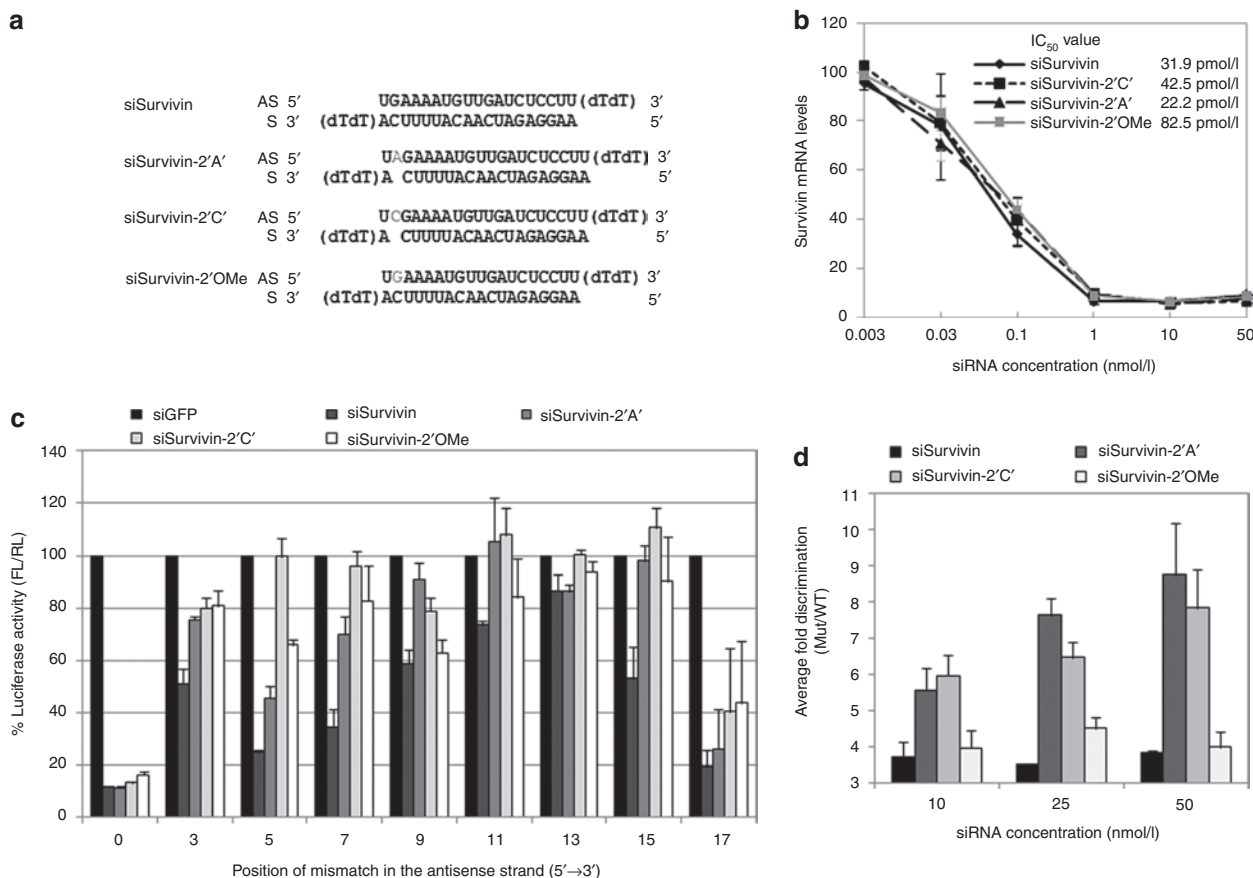 a
siSurvivin AS 5′ UGAAAAUGUUGAUCUCCUU(dTdT) 3′
S 3′ (dTdT)ACUUUUACAACUAGAGGAA 5′
siSurvivin-2′A′ AS 5′ UAGAAAAUGUUGAUCUCCUU(dTdT) 3′
S 3′ (dTdT)A CUUUUACAACUAGAGGAA 5′
siSurvivin-2′C′ AS 5′ UCGAAAAUGUUGAUCUCCUU(dTdT) 3′
S 3′ (dTdT)A CUUUUACAACUAGAGGAA 5′
siSurvivin-2′OMe AS 5′ UGAAAAUGUUGAUCUCCUU(dTdT) 3′
S 3′ (dTdT)ACUUUUACAACUAGAGGAA 5′
b
IC50 value
siSurvivin 31.9 pmol/l
siSurvivin-2′C′ 42.5 pmol/l
siSurvivin-2′A′ 22.2 pmol/l
siSurvivin-2′OMe 82.5 pmol/l
Survivin mRNA levels
120
100
80
60
40
20
0
0.003 0.03 0.1 1 10 50
siRNA concentration (nmol/l)
c
siGFP siSurvivin siSurvivin-2′A′
siSurvivin-2′C′ siSurvivin-2′OMe
% Luciferase activity (FL/RL)
140
120
100
80
60
40
20
0
0 3 5 7 9 11 13 15 17
Position of mismatch in the antisense strand (5′→3′)
d
siSurvivin siSurvivin-2′A′
siSurvivin-2′C′ siSurvivin-2′OMe
Average fold discrimination
(Mut/WT)
11
10
9
8
7
6
5
4
3
10 25 50
siRNA concentration (nmol/l)